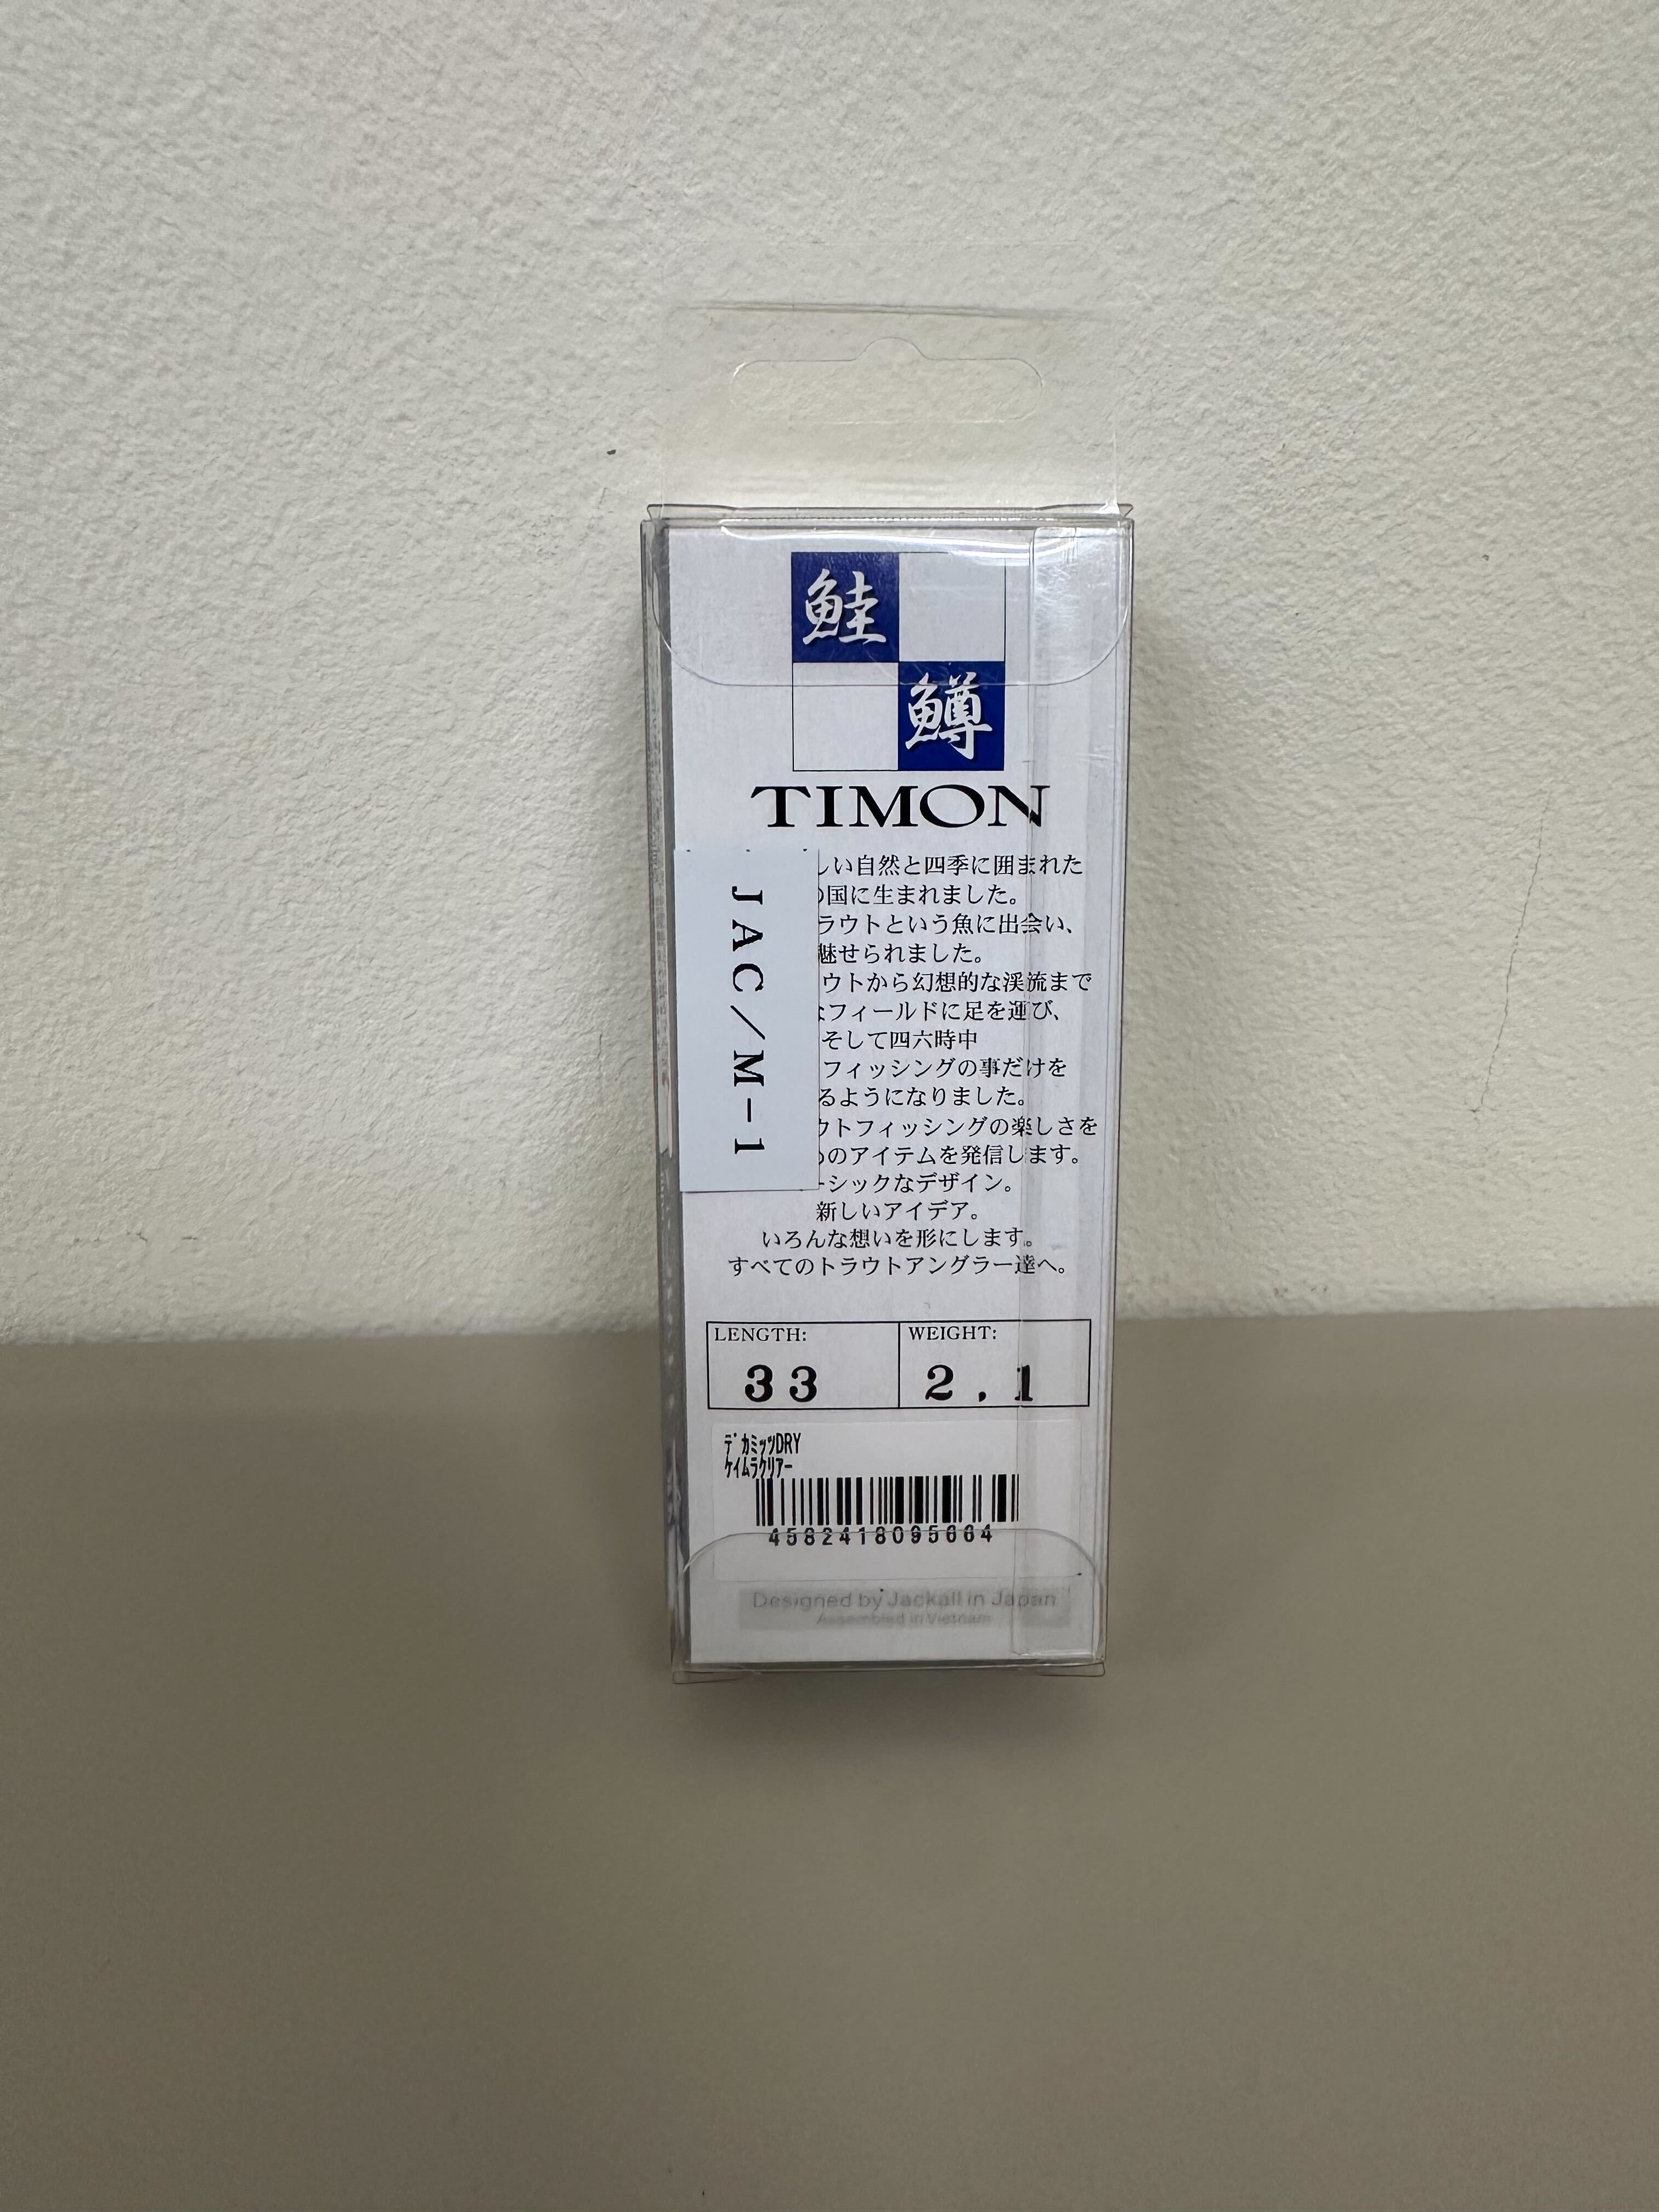 鮭
鱒
TIMON
しい自然と四季に囲まれた
国に生まれました。
ラウトという魚に出会い、
魅せられました。
ウトから幻想的な渓流まで
フィールドに足を運び、
そして四六時中
フィッシングの事だけを
るようになりました。
ウトフィッシングの楽しさを
のアイテムを発信します。
ーシックなデザイン。
新しいアイデア。
いろんな想いを形にします。
すべてのトラウトアングラー達へ。
JAC/M-1
LENGTH:
33
WEIGHT:
2.1
デカミッツDRY
ケイムラクリアー
4582418095664
Designed by Jackall in Japan
Assembled in Vietnam